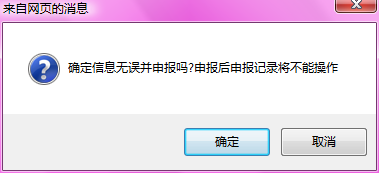 来自网页的消息
确定信息无误并申报吗?申报后申报记录将不能操作
确定
取消